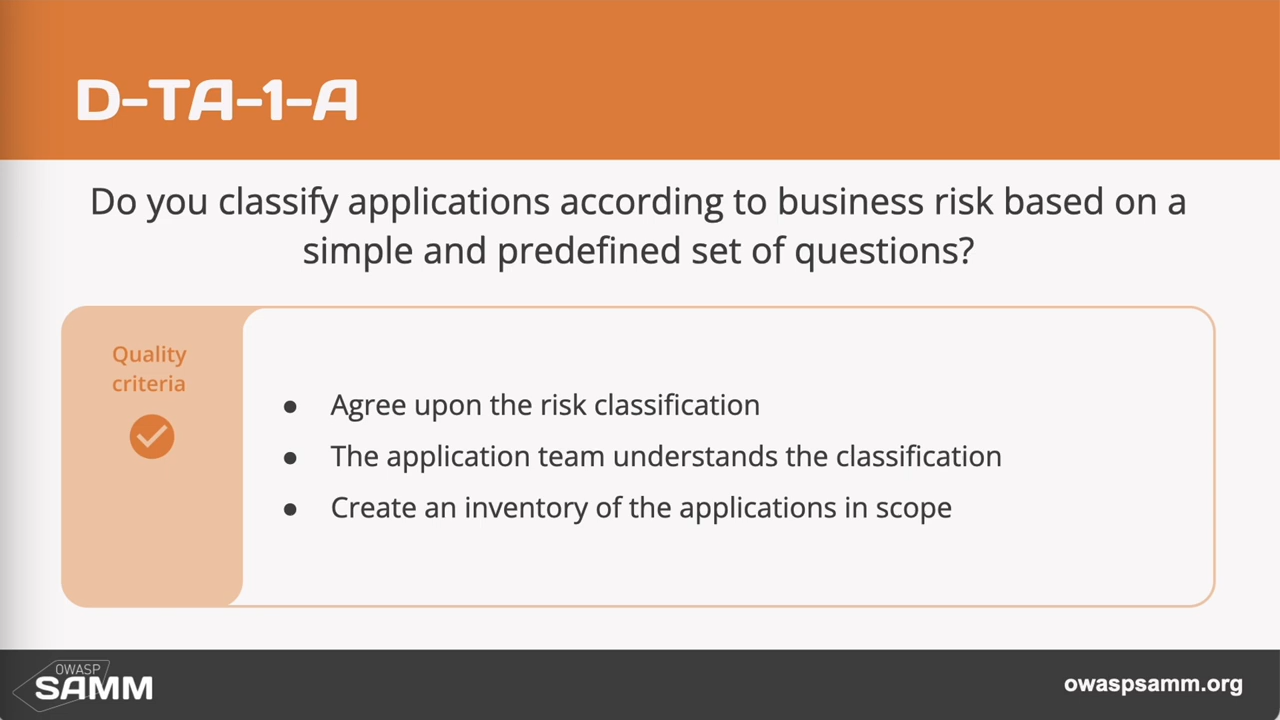 D-TA-1-A
Do you classify applications according to business risk based on a
simple and predefined set of questions?
Quality
criteria
● Agree upon the risk classification
● The application team understands the classification
● Create an inventory of the applications in scope
OWASP
SAMM
owaspsamm.org